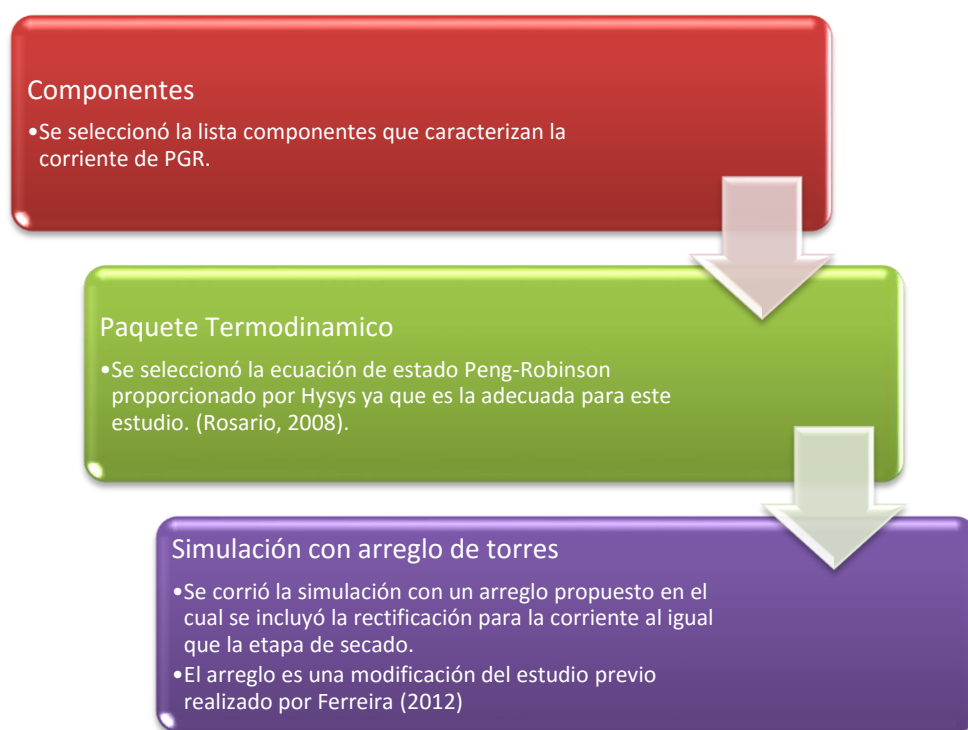 Componentes
•Se seleccionó la lista componentes que caracterizan la
corriente de PGR.
Paquete Termodinamico
•Se seleccionó la ecuación de estado Peng-Robinson
proporcionado por Hysys ya que es la adecuada para este
estudio. (Rosario, 2008).
Simulación con arreglo de torres
•Se corrió la simulación con un arreglo propuesto en el
cual se incluyó la rectificación para la corriente al igual
que la etapa de secado.
•El arreglo es una modificación del estudio previo
realizado por Ferreira (2012)